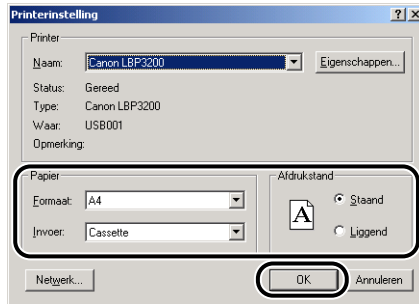 Printerinstelling
Printer
Naam: Canon LBP3200 Eigenschappen...
Status: Gereed
Type: Canon LBP3200
Waar: USB001
Opmerking:
Papier Afdrukstand
Formaat: A4 Staand
A
Invoer: Cassette Liggend
Netwerk... OK Annuleren